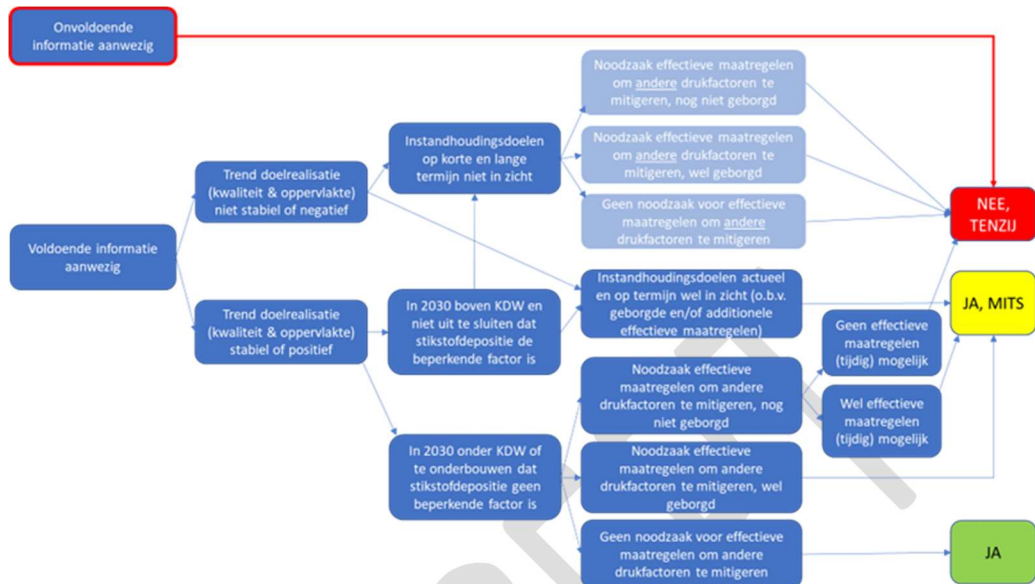 Onvoldoende
informatie aanwezig
Voldoende informatie
aanwezig
Trend doelrealisatie
(kwaliteit & oppervlakte)
niet stabiel of negatief
Trend doelrealisatie
(kwaliteit & oppervlakte)
stabiel of positief
Instandhoudingsdoelen
op korte en lange
termijn niet in zicht
In 2030 boven KDW en
niet uit te sluiten dat
stikstofdepositie de
beperkende factor is
In 2030 onder KDW of
te onderbouwen dat
stikstofdepositie geen
beperkende factor is
Noodzaak effectieve maatregelen
om andere drukfactoren te
mitigeren, nog niet geborgd
Noodzaak effectieve maatregelen
om andere drukfactoren te
mitigeren, wel geborgd
Geen noodzaak voor effectieve
maatregelen om andere
drukfactoren te mitigeren
Instandhoudingsdoelen actueel
en op termijn wel in zicht (o.b.v.
geborgde en/of additionele
effectieve maatregelen)
Noodzaak effectieve
maatregelen om andere
drukfactoren te mitigeren, nog
niet geborgd
Noodzaak effectieve
maatregelen om andere
drukfactoren te mitigeren, wel
geborgd
Geen noodzaak voor effectieve
maatregelen om andere
drukfactoren te mitigeren
Geen effectieve
maatregelen
(tijdig) mogelijk
Wel effectieve
maatregelen
(tijdig) mogelijk
NEE,
TENZIJ
JA, MITS
JA